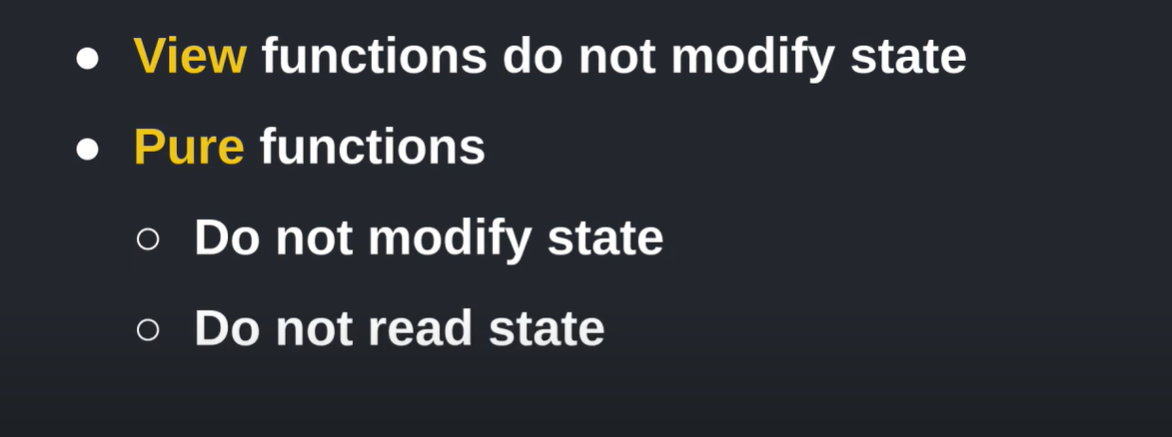 ● View functions do not modify state
● Pure functions
○ Do not modify state
○ Do not read state